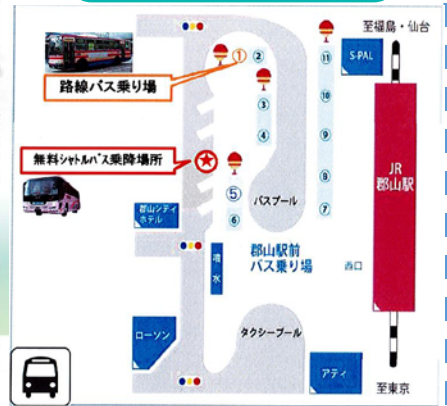 至福島・仙台
S-PAL
①
②
⑪
路線バス乗り場
③
⑩
④
⑨
無料シャトルバス乗降場所
JR
郡山駅
⑤
バスプール
⑧
郡山シティ
ホテル
⑥
⑦
郡山駅前
バス乗り場
西口
噴水
ローソン
タクシープール
アティ
至東京